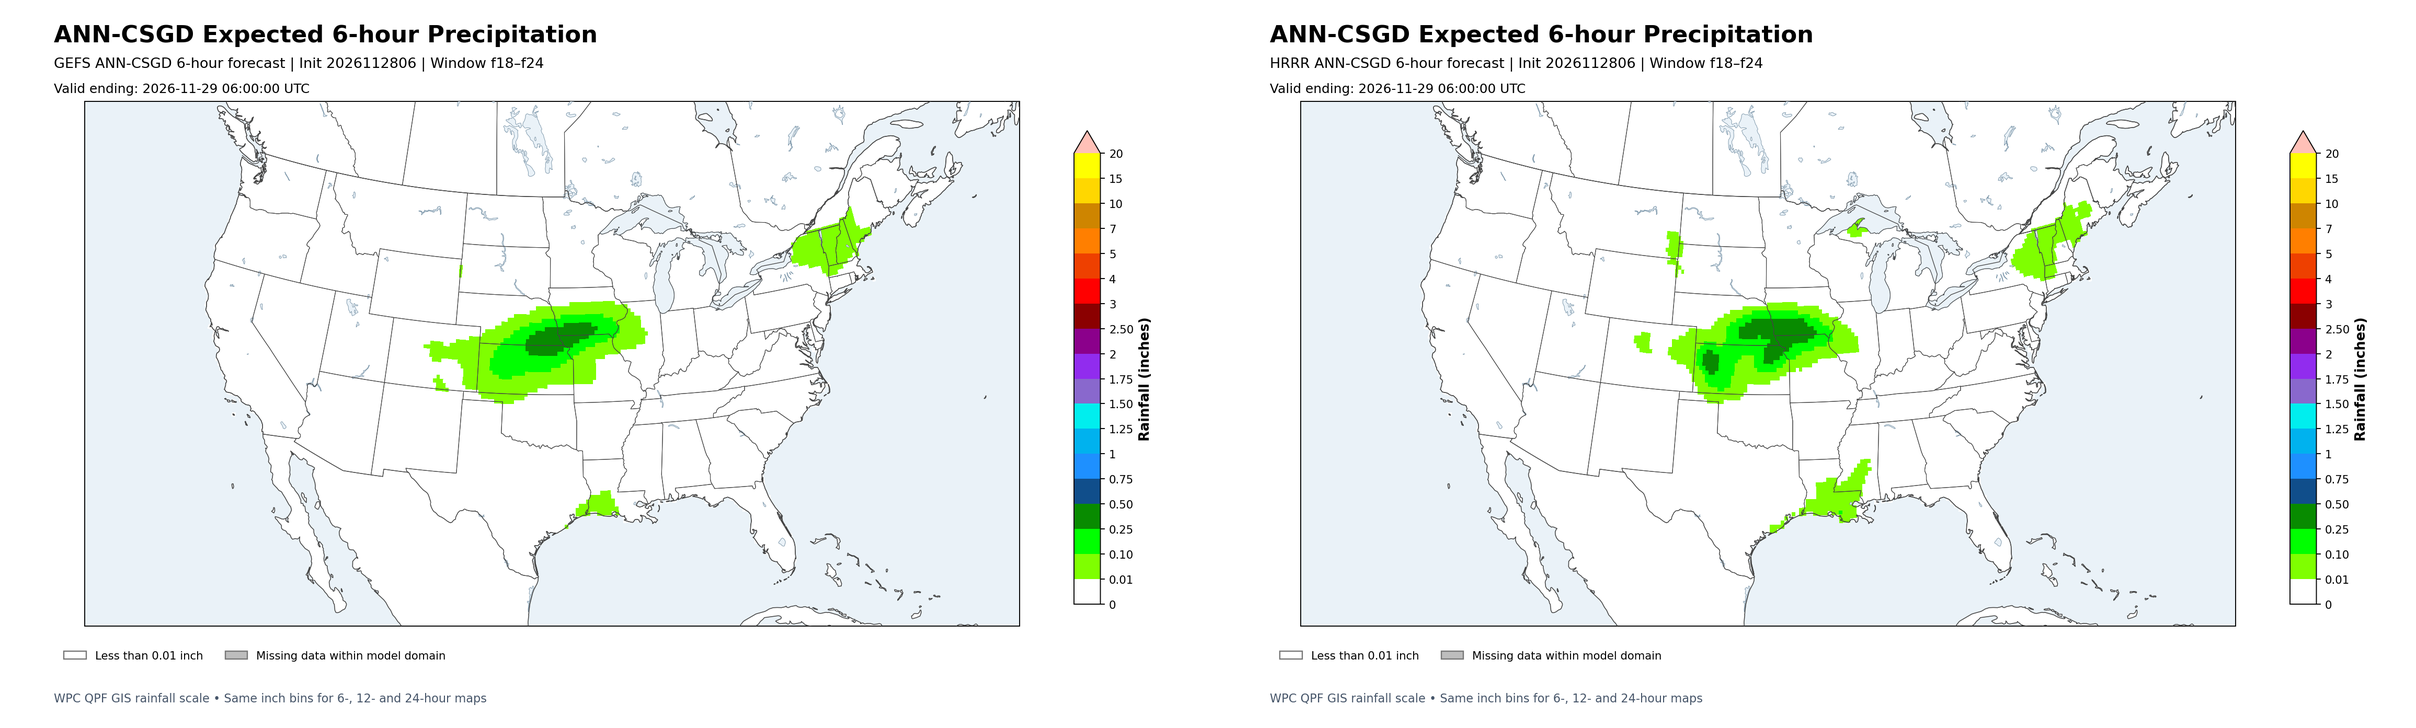 ANN-CSGD Expected 6-hour Precipitation
GEFS ANN-CSGD 6-hour forecast | Init 2026112806 | Window f18–f24
Valid ending: 2026-11-29 06:00:00 UTC
20
15
10
7
5
4
3
2.50
2
1.75
1.50
1.25
1
0.75
0.50
0.25
0.10
0.01
0
Rainfall (inches)
Less than 0.01 inch
Missing data within model domain
WPC QPF GIS rainfall scale • Same inch bins for 6-, 12- and 24-hour maps
ANN-CSGD Expected 6-hour Precipitation
HRRR ANN-CSGD 6-hour forecast | Init 2026112806 | Window f18–f24
Valid ending: 2026-11-29 06:00:00 UTC
20
15
10
7
5
4
3
2.50
2
1.75
1.50
1.25
1
0.75
0.50
0.25
0.10
0.01
0
Rainfall (inches)
Less than 0.01 inch
Missing data within model domain
WPC QPF GIS rainfall scale • Same inch bins for 6-, 12- and 24-hour maps